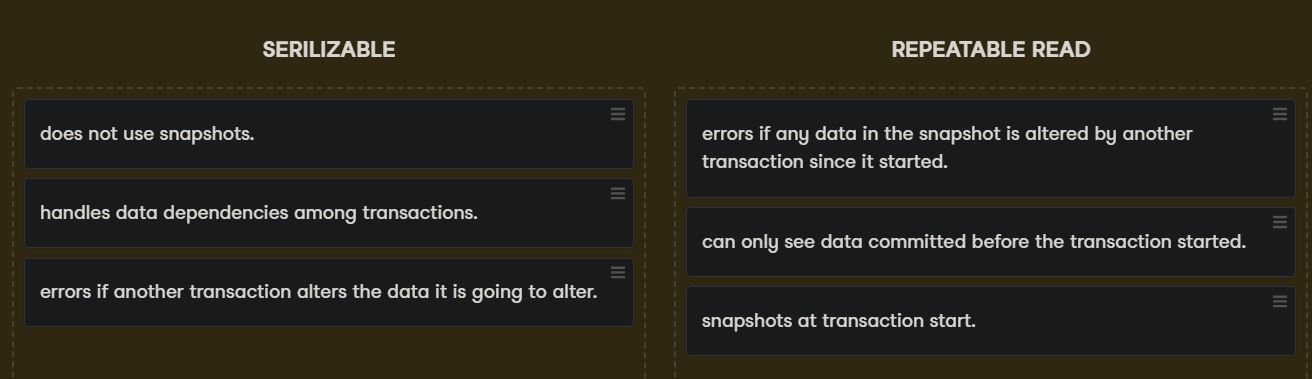 SERILIZABLE
does not use snapshots.
handles data dependencies among transactions.
errors if another transaction alters the data it is going to alter.
REPEATABLE READ
errors if any data in the snapshot is altered by another
transaction since it started.
can only see data committed before the transaction started.
snapshots at transaction start.